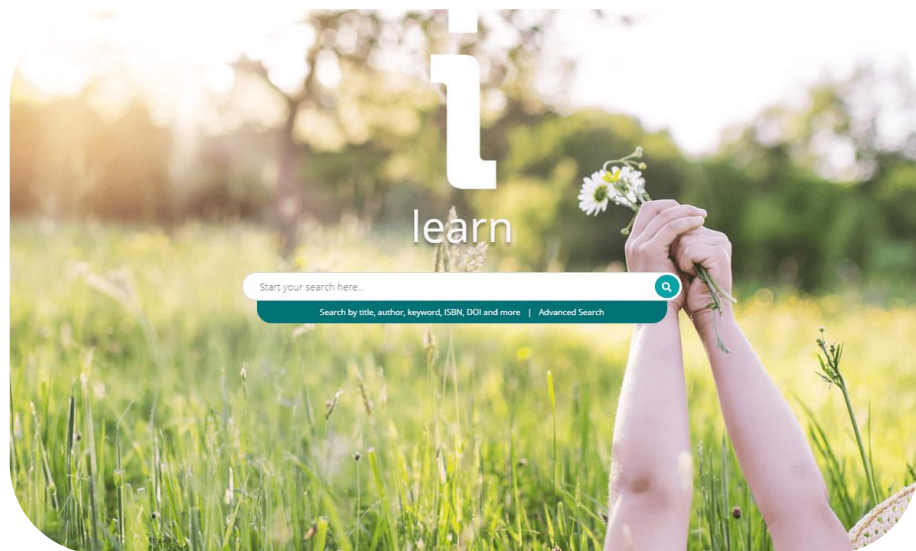 i
learn
Start your search here...
Search by title, author, keyword, ISBN, DOI and more | Advanced Search